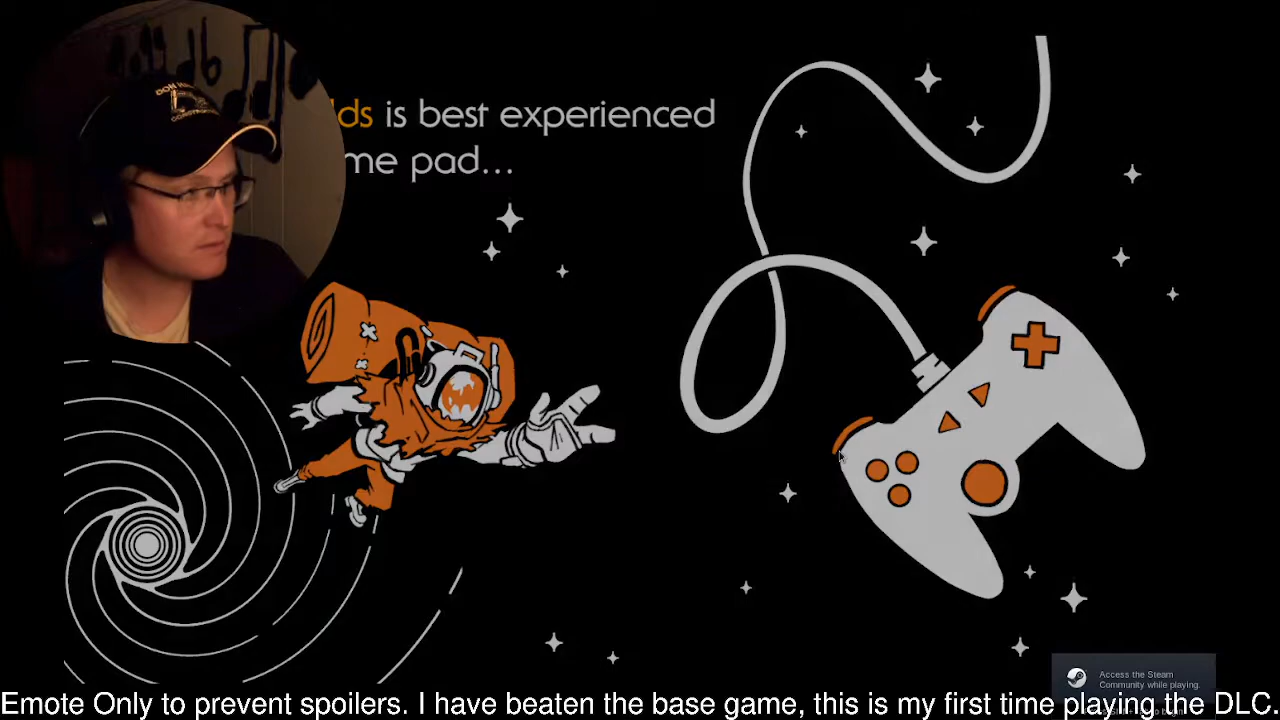 ds is best experienced
me pad...
Access the Steam
Community while playing.
Emote Only to prevent spoilers. I have beaten the base game, this is my first time playing the DLC.